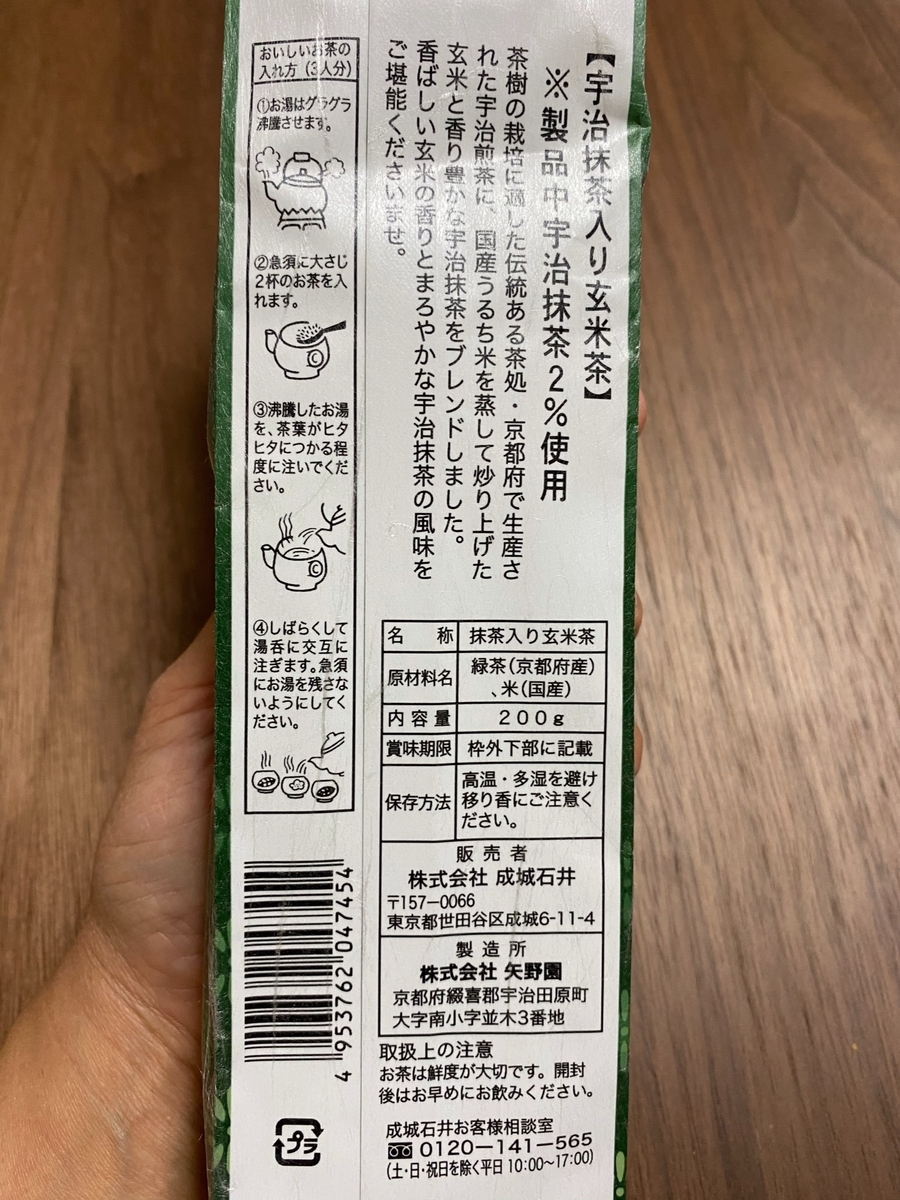 【宇治抹茶入り玄米茶】
※製品中宇治抹茶2%使用
茶樹の栽培に適した伝統ある茶処・京都府で生産さ
れた宇治煎茶に、国産うるち米を蒸して炒り上げた
玄米と香り豊かな宇治抹茶をブレンドしました。
香ばしい玄米の香りとまろやかな宇治抹茶の風味を
ご堪能くださいませ。
おいしいお茶の
入れ方(3人分)
①お湯はグラグラ
沸騰させます。
②急須に大さじ
2杯のお茶を入
れます。
③沸騰したお湯
を、茶葉がヒタ
ヒタにつかる程
度に注いでくだ
さい。
④しばらくして
湯呑に交互に
注ぎます。急須
にお湯を残さな
いようにしてく
ださい。
名 称 抹茶入り玄米茶
原材料名 緑茶(京都府産)
、米(国産)
内容量 200g
賞味期限 枠外下部に記載
保存方法 高温・多湿を避け
移り香にご注意く
ださい。
販売者
株式会社 成城石井
〒157-0066
東京都世田谷区成城6-11-4
製造所
株式会社 矢野園
京都府綴喜郡宇治田原町
大字南小字並木3番地
取扱上の注意
お茶は鮮度が大切です。開封
後はお早めにお飲みください。
成城石井お客様相談室
0120-141-565
(土・日・祝日を除く平日 10:00~17:00)
4 953762 047454
プラ